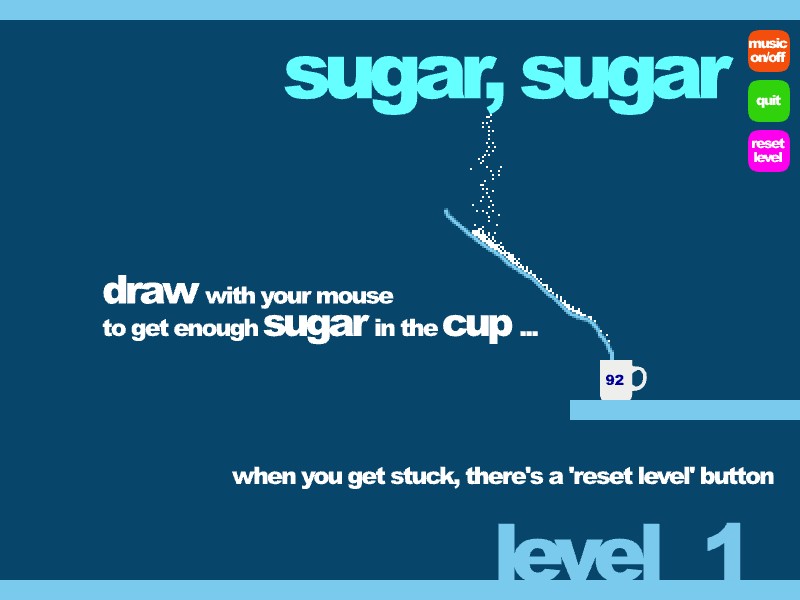 sugar, sugar
music
on/off
quit
reset
level
draw with your mouse
to get enough sugar in the cup ...
92
when you get stuck, there's a 'reset level' button
level 1